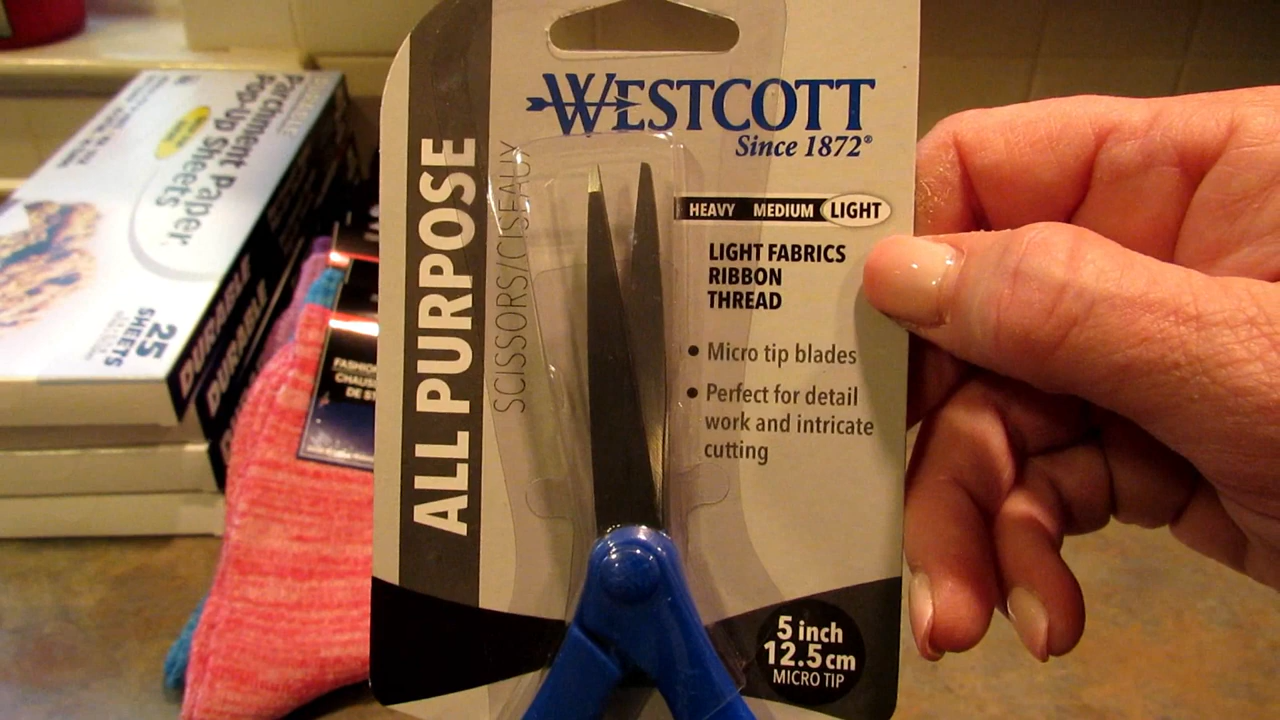 WESTCOTT
Since 1872®
ALL PURPOSE
SCISSORS/CISEAUX
HEAVY MEDIUM LIGHT
LIGHT FABRICS
RIBBON
THREAD
• Micro tip blades
• Perfect for detail
work and intricate
cutting
5 inch
12.5cm
MICRO TIP
Parchment Paper
Pop-Up Sheets
25
SHEETS
DURABLE
DURABLE